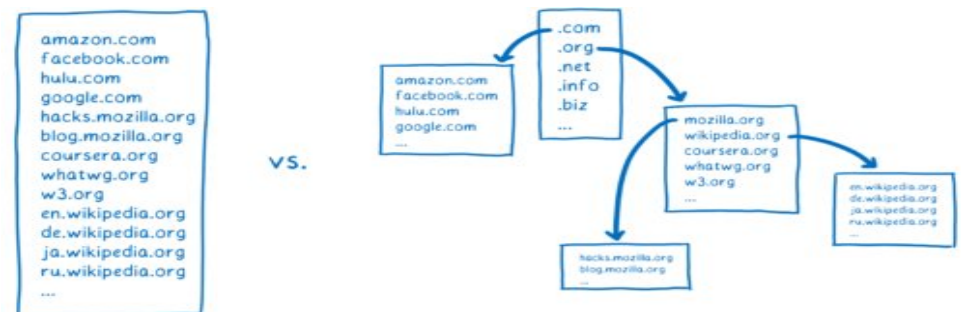 amazon.com
facebook.com
hulu.com
google.com
hacks.mozilla.org
blog.mozilla.org
coursera.org
whatwg.org
w3.org
en.wikipedia.org
de.wikipedia.org
ja.wikipedia.org
ru.wikipedia.org
...
vs.
.com
.org
.net
.info
.biz
...
amazon.com
facebook.com
hulu.com
google.com
...
mozilla.org
wikipedia.org
coursera.org
whatwg.org
w3.org
...
hacks.mozilla.org
blog.mozilla.org
...
en.wikipedia.org
de.wikipedia.org
ja.wikipedia.org
ru.wikipedia.org
...